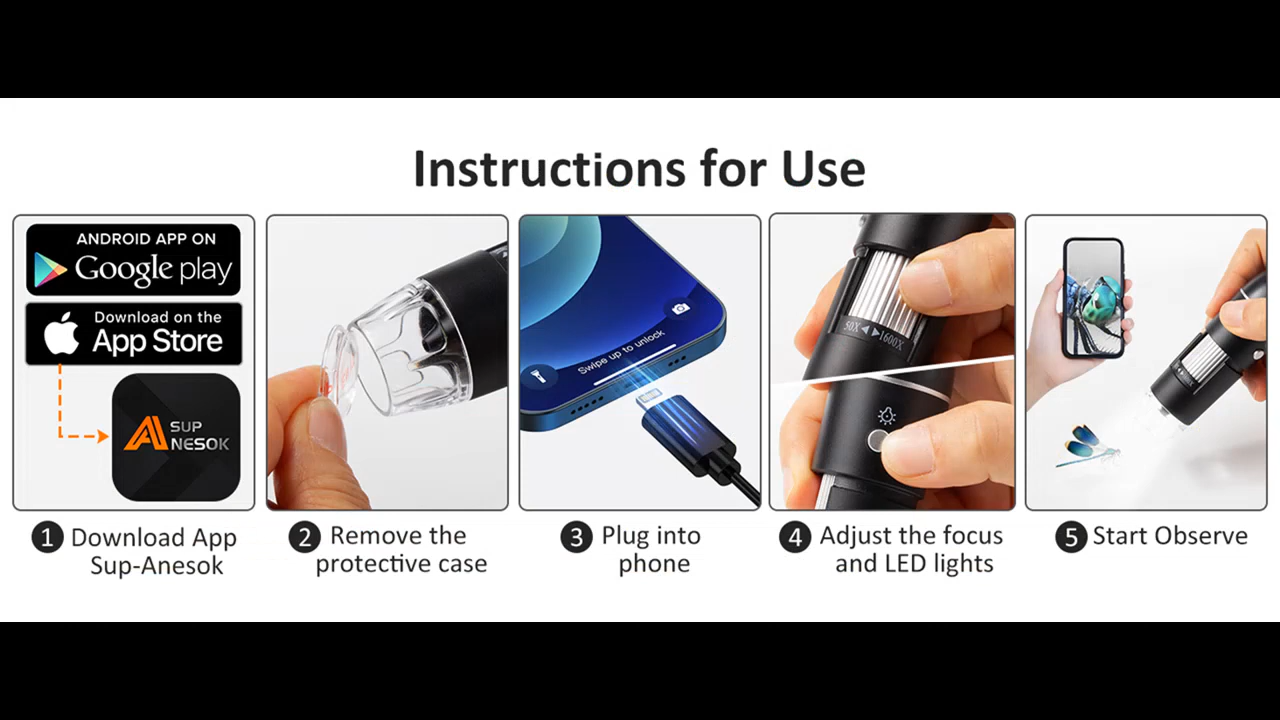 Instructions for Use
ANDROID APP ON
Google play
Download on the
App Store
SUP
NESOK
Swipe up to unlock
50X◀ ▶1600X
1 Download App
Sup-Anesok
2 Remove the
protective case
3 Plug into
phone
4 Adjust the focus
and LED lights
5 Start Observe